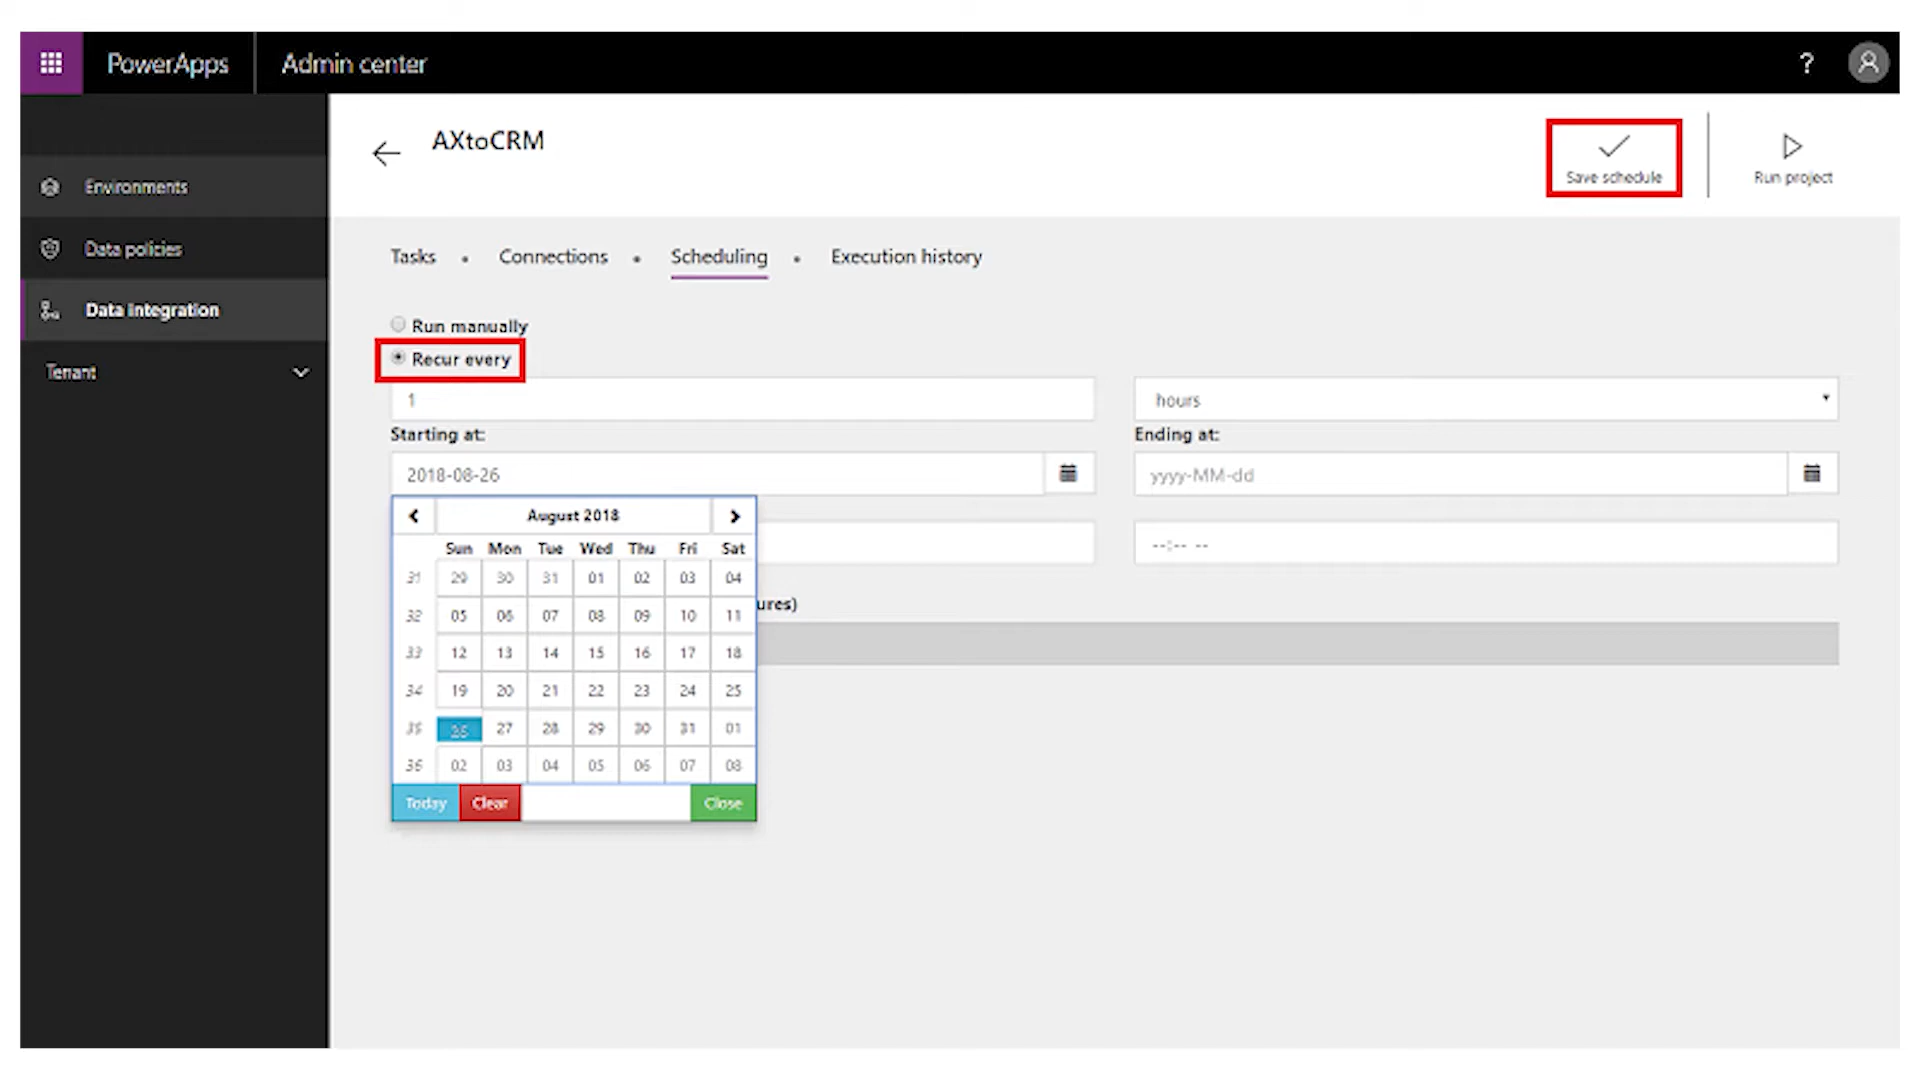 PowerApps Admin center ?
AXtoCRM
Save schedule
Run project
Environments
Data policies
Data integration
Tenant
Tasks • Connections • Scheduling • Execution history
Run manually
Recur every
1 hours
Starting at: Ending at:
2018-08-26 yyyy-MM-dd
August 2018
--:-- --
Sun Mon Tue Wed Thu Fri Sat
31 29 30 31 01 02 03 04
ures)
32 05 06 07 08 09 10 11
33 12 13 14 15 16 17 18
34 19 20 21 22 23 24 25
35 26 27 28 29 30 31 01
36 02 03 04 05 06 07 08
Today Clear Close